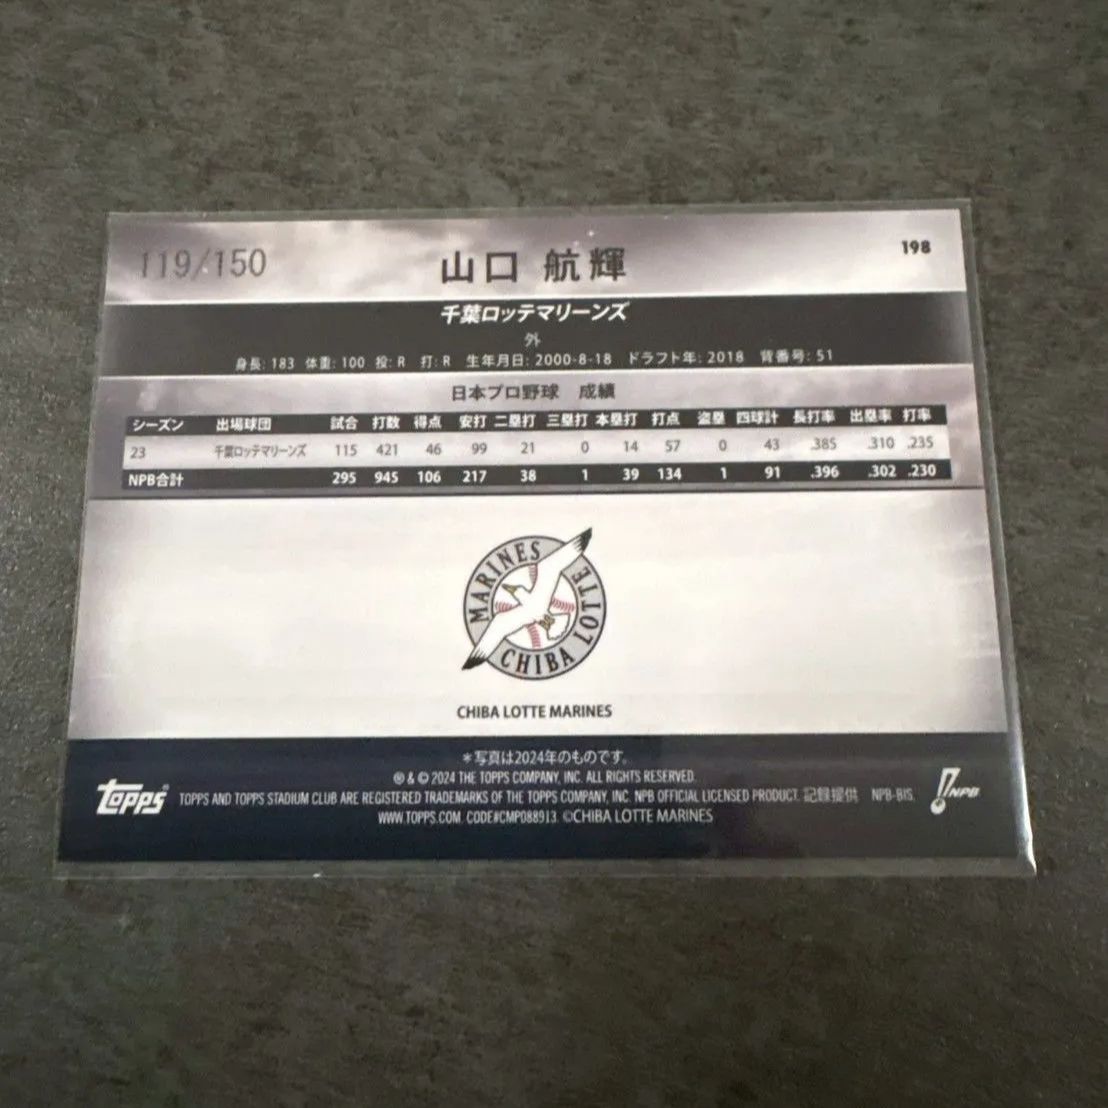 119/150
山口 航輝
198
千葉ロッテマリーンズ
外
身長: 183 体重: 100 投: R 打: R 生年月日: 2000-8-18 ドラフト年: 2018 背番号: 51
日本プロ野球 成績
シーズン 出場球団 試合 打数 得点 安打 二塁打 三塁打 本塁打 打点 盗塁 四球計 長打率 出塁率 打率
23 千葉ロッテマリーンズ 115 421 46 99 21 0 14 57 0 43 .385 .310 .235
NPB合計 295 945 106 217 38 1 39 134 1 91 .396 .302 .230
MARINES
CHIBA LOTTE
CHIBA LOTTE MARINES
*写真は2024年のものです。
® & © 2024 THE TOPPS COMPANY, INC. ALL RIGHTS RESERVED.
topps
TOPPS AND TOPPS STADIUM CLUB ARE REGISTERED TRADEMARKS OF THE TOPPS COMPANY, INC. NPB OFFICIAL LICENSED PRODUCT. 記録提供 NPB-BIS.
NPB
WWW.TOPPS.COM. CODE#CMP088913 ©CHIBA LOTTE MARINES